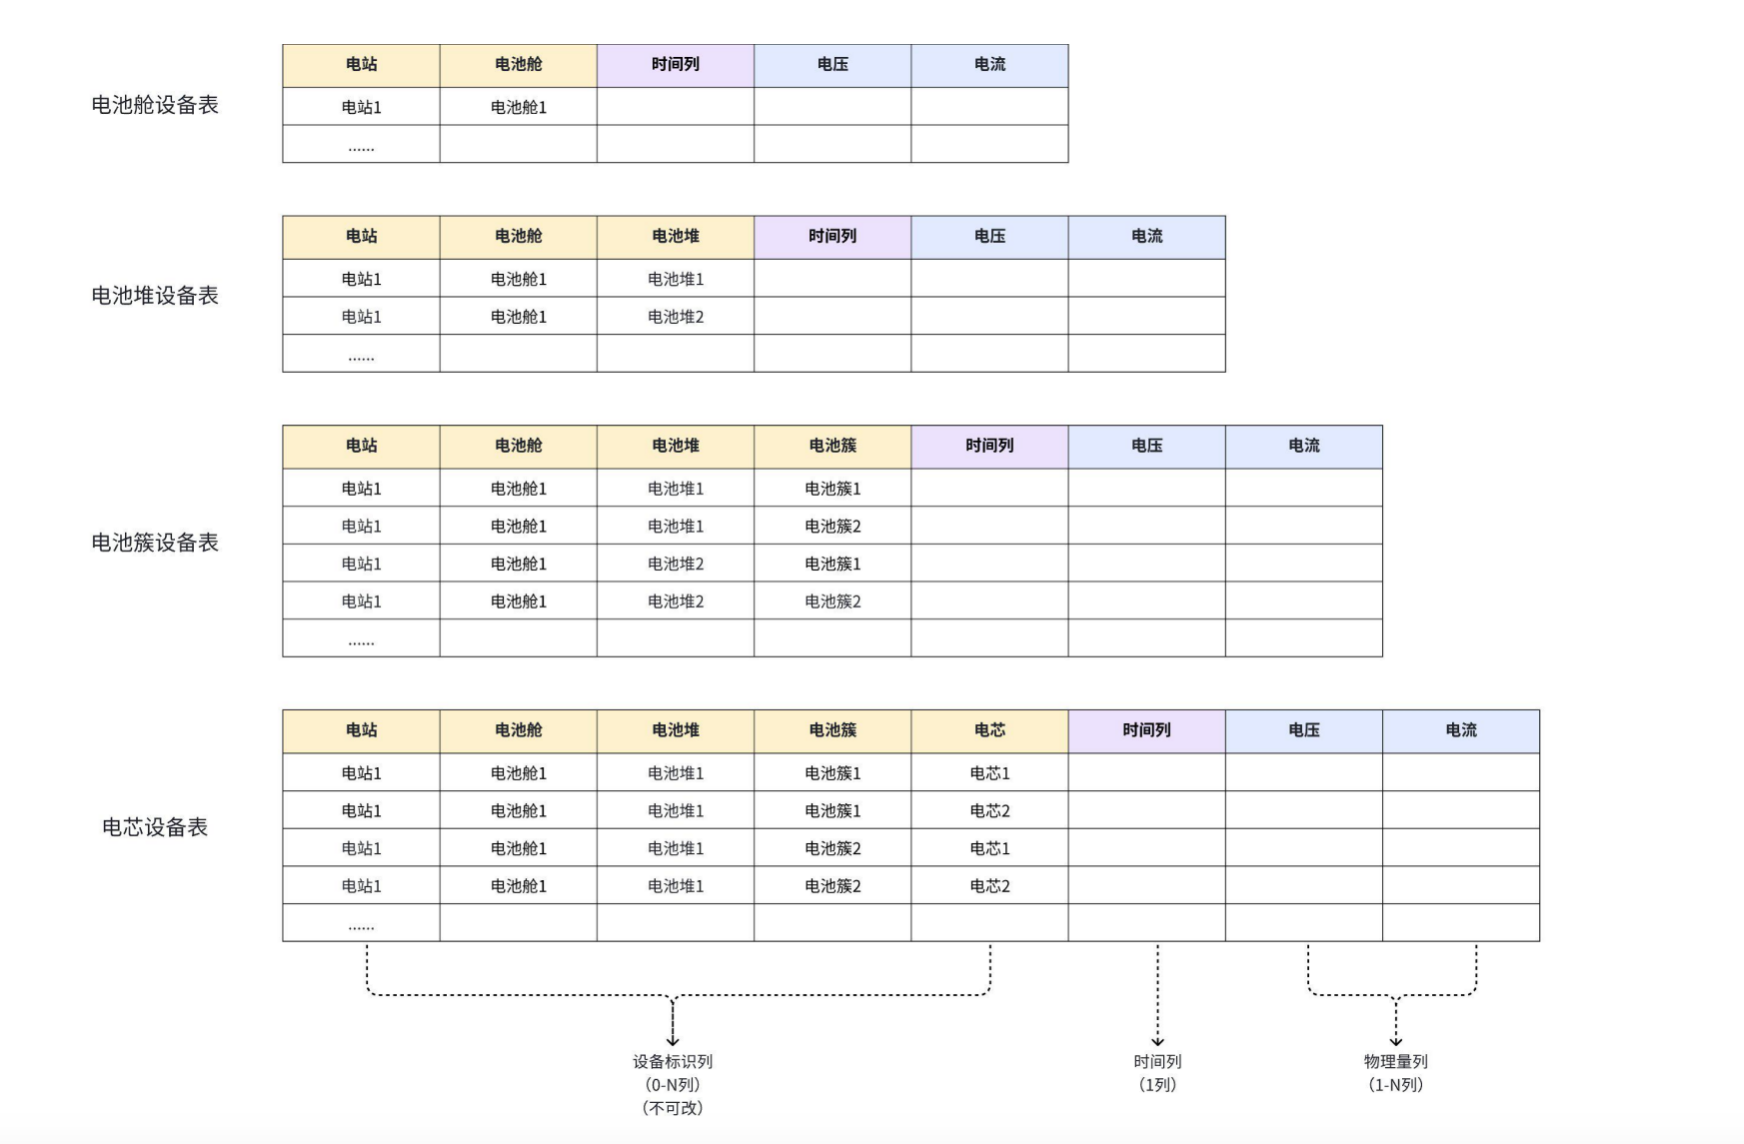 电池舱设备表
电站 电池舱 时间列 电压 电流
电站1 电池舱1
......
电池堆设备表
电站 电池舱 电池堆 时间列 电压 电流
电站1 电池舱1 电池堆1
电站1 电池舱1 电池堆2
......
电池簇设备表
电站 电池舱 电池堆 电池簇 时间列 电压 电流
电站1 电池舱1 电池堆1 电池簇1
电站1 电池舱1 电池堆1 电池簇2
电站1 电池舱1 电池堆2 电池簇1
电站1 电池舱1 电池堆2 电池簇2
......
电芯设备表
电站 电池舱 电池堆 电池簇 电芯 时间列 电压 电流
电站1 电池舱1 电池堆1 电池簇1 电芯1
电站1 电池舱1 电池堆1 电池簇1 电芯2
电站1 电池舱1 电池堆1 电池簇2 电芯1
电站1 电池舱1 电池堆1 电池簇2 电芯2
......
设备标识列
（0-N列）
（不可改）
时间列
（1列）
物理量列
（1-N列）